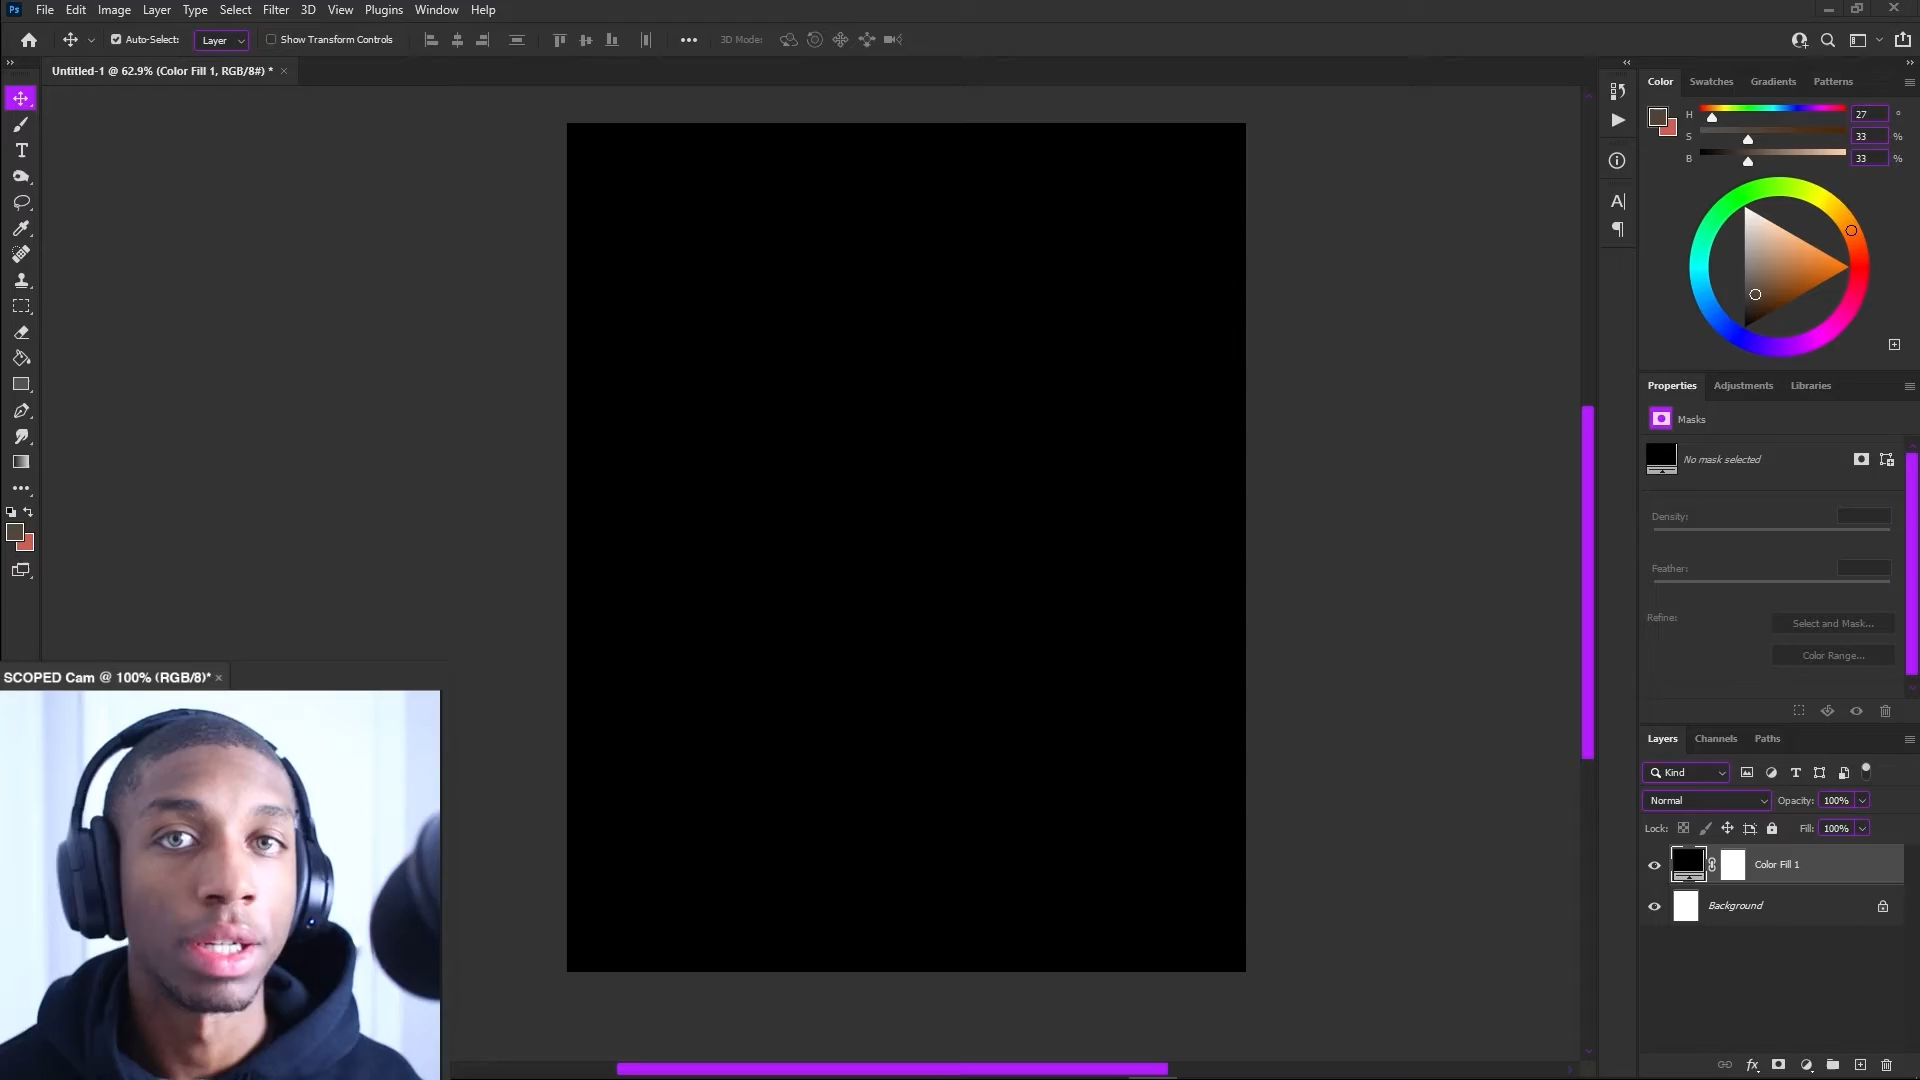 Ps File Edit Image Layer Type Select Filter 3D View Plugins Window Help
Auto-Select: Layer Show Transform Controls 3D Mode:
Untitled-1 @ 62.9% (Color Fill 1, RGB/8#) * ×
Color Swatches Gradients Patterns
H 27 °
S 33 %
B 33 %
Properties Adjustments Libraries
Masks
No mask selected
Density:
Feather:
Refine: Select and Mask...
Color Range...
SCOPED Cam @ 100% (RGB/8)* ×
Layers Channels Paths
Kind
Normal Opacity: 100%
Lock: Fill: 100%
Color Fill 1
Background
fx